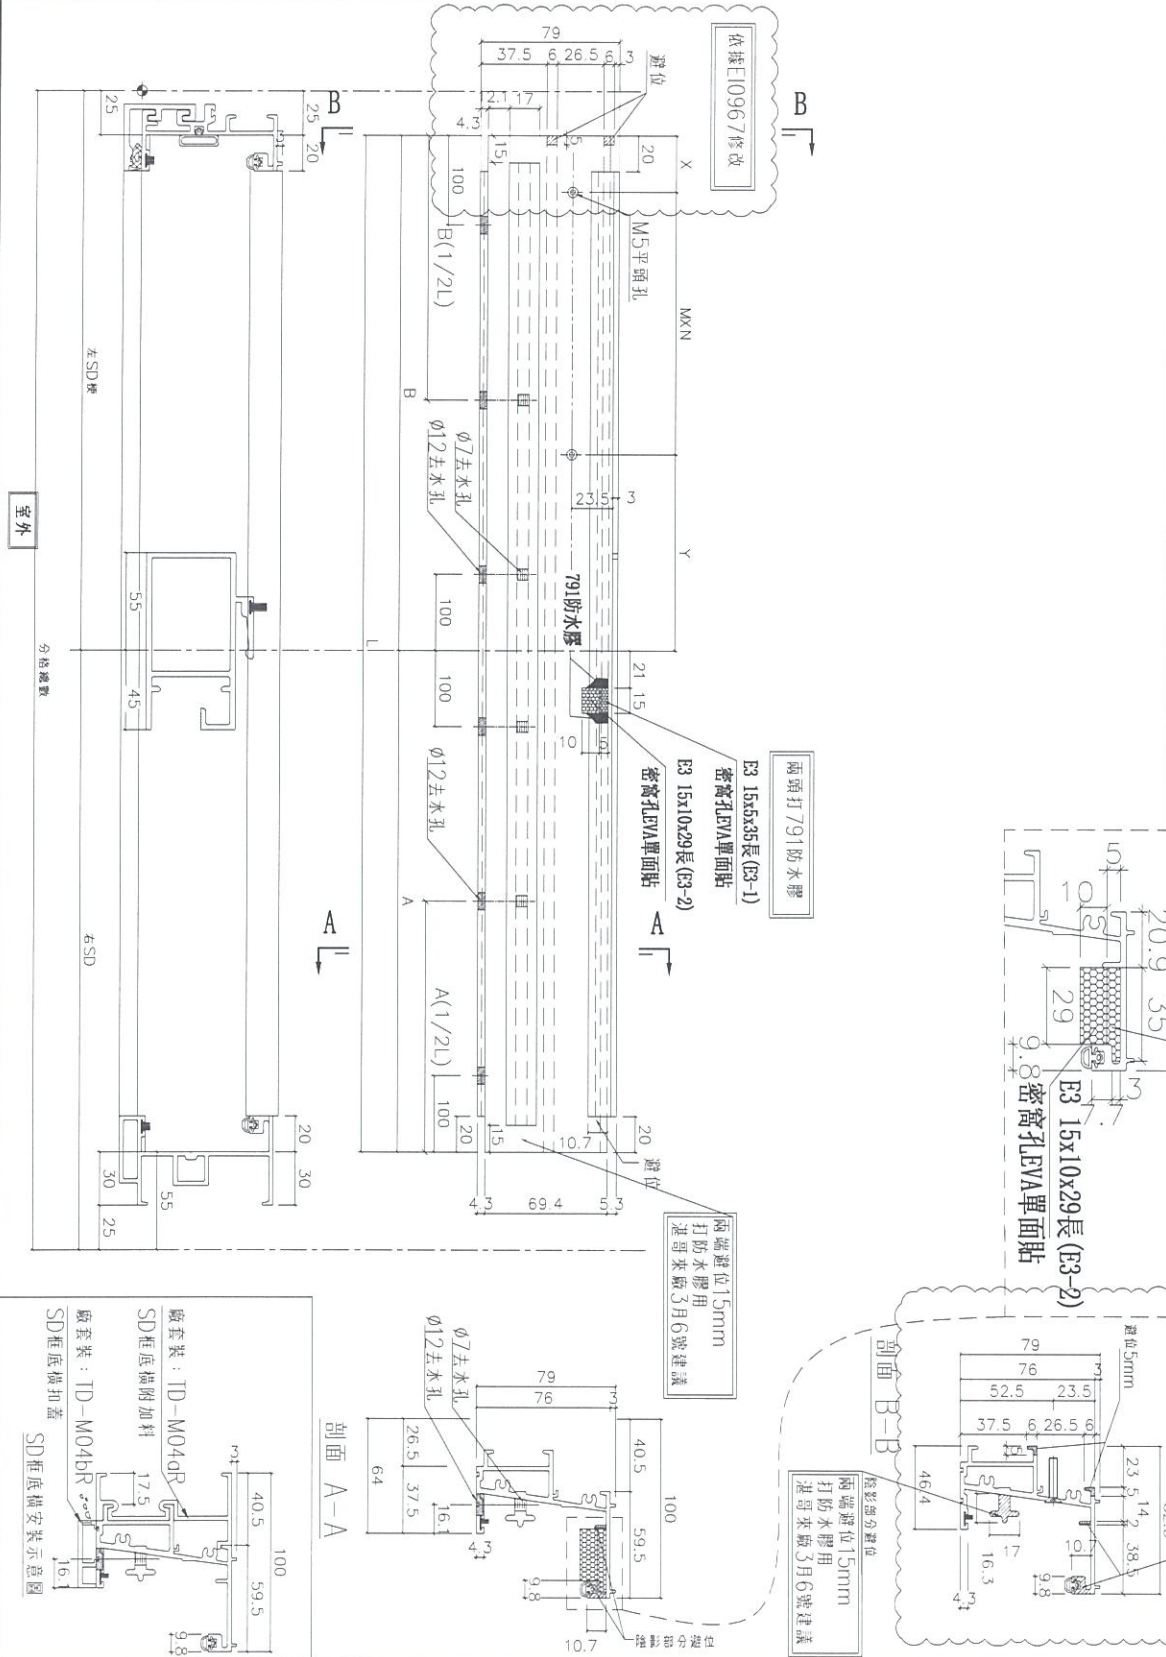 依據E10967修改
79
37.5 6 26.5 6 3
避位
2.1 17
4.3
15
100
5
20
X
B
B
M5平頭孔
MXN
B(1/2L)
B
Ø12去水孔
Ø7去水孔
23.5
3
Y
791防水膠
L
100
100
21 15
10
5
兩頭打791防水膠
E3 15x5x35長(E3-1)
密窩孔EVA單面貼
E3 15x10x29長(E3-2)
密窩孔EVA單面貼
Ø12去水孔
A
A
A
A(1/2L)
100
20
15
10.7
20
避位
4.3
69.4
5.3
兩端避位15mm
打防水膠用
湛哥來廠3月6號建議
25
25
20
3
左SD梗
室外
55
45
分格總數
右SD
20
30
30
55
25
5
10
20.9
35
29
9.8
3
7.7
E3 15x10x29長(E3-2)
密窩孔EVA單面貼
避位5mm
79
76
3
52.5
23.5
37.5 6 26.5 6
剖面 B-B
46.4
5
23
5
14
2
38.5
10.7
17
16.3
9.8
4.3
陰影部分避位
兩端避位15mm
打防水膠用
湛哥來廠3月6號建議
Ø7去水孔
Ø12去水孔
79
76
3
100
40.5
59.5
26.5
37.5
64
16.1
4.3
9.8
10.7
陰影部分避位
剖面 A-A
廠套裝：TD-M04aR
SD框底橫附加料
廠套裝：TD-M04bR
SD框底橫扣蓋
3
17.5
40.5
100
59.5
16.1
9.8
SD框底橫安裝示意圖